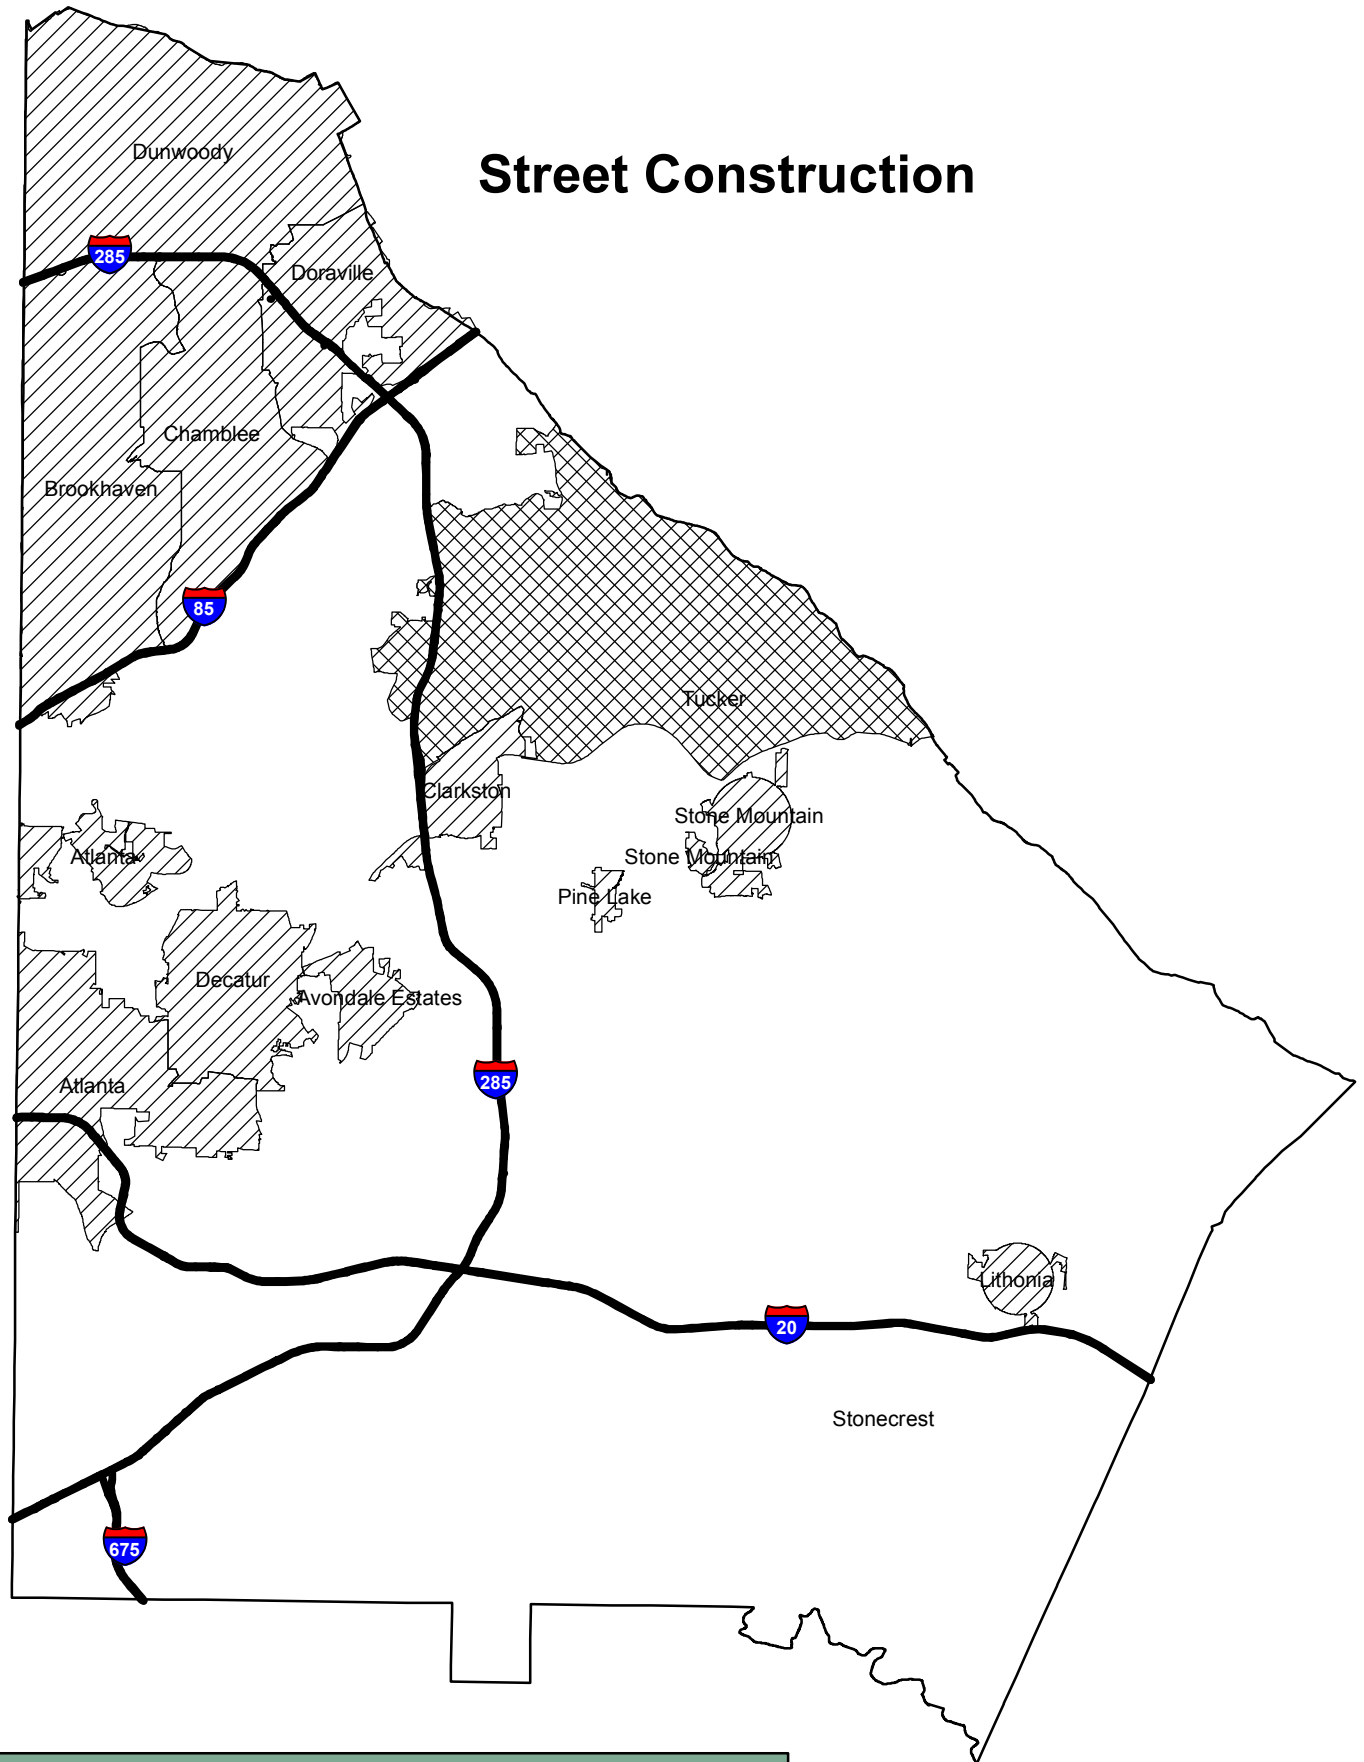 Dunwoody
Street Construction
285
Doraville
Chamblee
Brookhaven
85
Tucker
Clarkston
Stone Mountain
Atlanta
Stone Mountain
Pine Lake
Decatur
Avondale Estates
285
Atlanta
Lithonia
20
Stonecrest
675